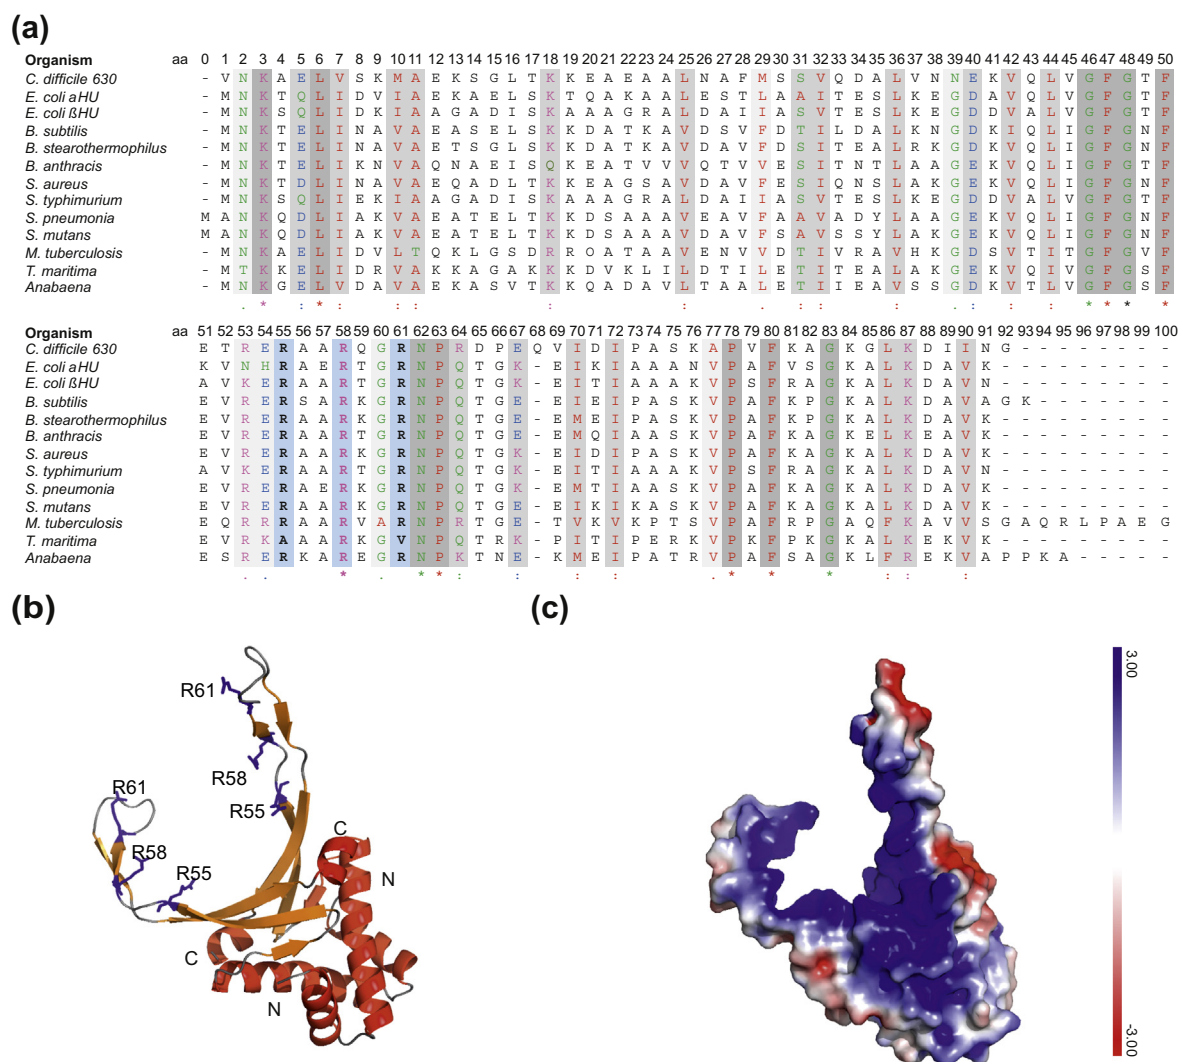 (a)
Organism aa 0 1 2 3 4 5 6 7 8 9 10 11 12 13 14 15 16 17 18 19 20 21 22 23 24 25 26 27 28 29 30 31 32 33 34 35 36 37 38 39 40 41 42 43 44 45 46 47 48 49 50
C. difficile 630 - V N K A E L V S K M A E K S G L T K K E A E A A L N A F M S S V Q D A L V N N E K V Q L V G F G T F
E. coli aHU - M N K T Q L I D V I A E K A E L S K T Q A K A A L E S T L A A I T E S L K E G D A V Q L V G F G T F
E. coli ßHU - M N K S Q L I D K I A A G A D I S K A A A G R A L D A I I A S V T E S L K E G D D V A L V G F G T F
B. subtilis - M N K T E L I N A V A E A S E L S K K D A T K A V D S V F D T I L D A L K N G D K I Q L I G F G N F
B. stearothermophilus - M N K T E L I N A V A E T S G L S K K D A T K A V D A V F D S I T E A L R K G D K V Q L I G F G N F
B. anthracis - M N K T E L I K N V A Q N A E I S Q K E A T V V V Q T V V E S I T N T L A A G E K V Q L I G F G T F
S. aureus - M N K T D L I N A V A E Q A D L T K K E A G S A V D A V F E S I Q N S L A K G E K V Q L I G F G N F
S. typhimurium - M N K S Q L I E K I A A G A D I S K A A A G R A L D A I I A S V T E S L K E G D D V A L V G F G T F
S. pneumonia M A N K Q D L I A K V A E A T E L T K K D S A A A V E A V F A A V A D Y L A A G E K V Q L I G F G N F
S. mutans M A N K Q D L I A K V A E A T E L T K K D S A A A V D A V F S A V S S Y L A K G E K V Q L I G F G N F
M. tuberculosis - M N K A E L I D V L T Q K L G S D R R Q A T A A V E N V V D T I V R A V H K G D S V T I T G F G V F
T. maritima - M T K K E L I D R V A K K A G A K K K D V K L I L D T I L E T I T E A L A K G E K V Q I V G F G S F
Anabaena - M N K G E L V D A V A E K A S V T K K Q A D A V L T A A L E T I I E A V S S G D K V T L V G F G S F
. * : * : : : : : : : : : . : : : * * * *
Organism aa 51 52 53 54 55 56 57 58 59 60 61 62 63 64 65 66 67 68 69 70 71 72 73 74 75 76 77 78 79 80 81 82 83 84 85 86 87 88 89 90 91 92 93 94 95 96 97 98 99 100
C. difficile 630 E T R E R A A R Q G R N P R D P E Q V I D I P A S K A P V F K A G K G L K D I I N G - - - - - - - -
E. coli aHU K V N H R A E R T G R N P Q T G K - E I K I A A A N V P A F V S G K A L K D A V K - - - - - - - - -
E. coli ßHU A V K E R A A R T G R N P Q T G K - E I T I A A A K V P S F R A G K A L K D A V N - - - - - - - - -
B. subtilis E V R E R S A R K G R N P Q T G E - E I E I P A S K V P A F K P G K A L K D A V A G K - - - - - - -
B. stearothermophilus E V R E R A A R K G R N P Q T G E - E M E I P A S K V P A F K P G K A L K D A V K - - - - - - - - -
B. anthracis E V R E R A A R T G R N P Q T G E - E M Q I A A S K V P A F K A G K E L K E A V K - - - - - - - - -
S. aureus E V R E R A A R K G R N P Q T G K - E I D I P A S K V P A F K A G K A L K D A V K - - - - - - - - -
S. typhimurium A V K E R A A R T G R N P Q T G K - E I T I A A A K V P S F R A G K A L K D A V N - - - - - - - - -
S. pneumonia E V R E R A E R K G R N P Q T G K - E M T I A A S K V P A F K A G K A L K D A V K - - - - - - - - -
S. mutans E V R E R A A R K G R N P Q T G E - E I K I K A S K V P A F K A G K A L K D A V K - - - - - - - - -
M. tuberculosis E Q R R R A A R V A R N P R T G E - T V K V K P T S V P A F R P G A Q F K A V V S G A Q R L P A E G
T. maritima E V R K A A A R K G V N P Q T R K - P I T I P E R K V P K F K P G K A L K E K V K - - - - - - - - -
Anabaena E S R E R K A R E G R N P K T N E - K M E I P A T R V P A F S A G K L F R E K V A P P K A - - - - -
. . * . * * : : : : . * * * : : :
(b)
R61
R58
R55
R61
R58
R55
C
N
C
N
(c)
3.00
-3.00